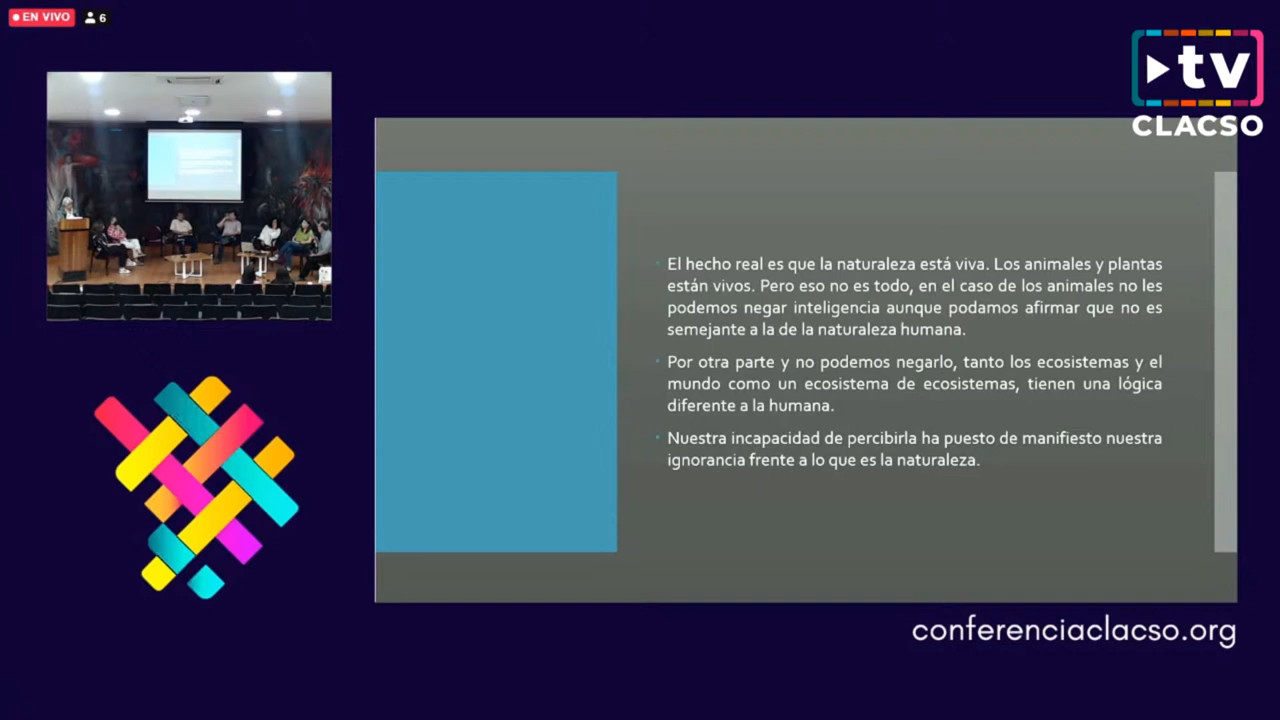 EN VIVO
6
tv
CLACSO
El hecho real es que la naturaleza está viva. Los animales y plantas
están vivos. Pero eso no es todo, en el caso de los animales no les
podemos negar inteligencia aunque podamos afirmar que no es
semejante a la de la naturaleza humana.
Por otra parte y no podemos negarlo, tanto los ecosistemas y el
mundo como un ecosistema de ecosistemas, tienen una lógica
diferente a la humana.
Nuestra incapacidad de percibirla ha puesto de manifiesto nuestra
ignorancia frente a lo que es la naturaleza.
conferenciaclacso.org